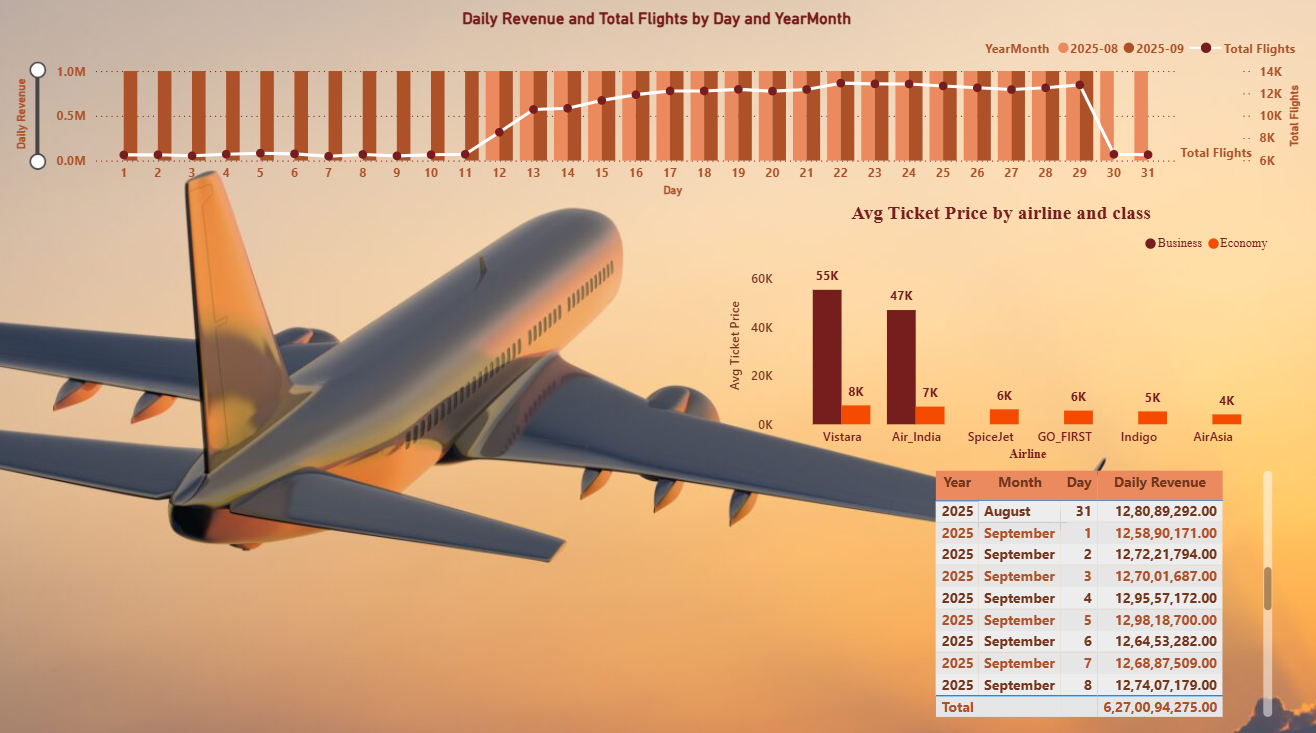 Daily Revenue and Total Flights by Day and YearMonth
YearMonth 2025-08 2025-09 Total Flights
Daily Revenue
1.0M
0.5M
0.0M
14K
12K
10K
8K
6K
Total Flights
Total Flights
1 2 3 4 5 6 7 8 9 10 11 12 13 14 15 16 17 18 19 20 21 22 23 24 25 26 27 28 29 30 31
Day
Avg Ticket Price by airline and class
Business Economy
Avg Ticket Price
60K
40K
20K
0K
55K
8K
47K
7K
6K
6K
5K
4K
Vistara Air_India SpiceJet GO_FIRST Indigo AirAsia
Airline
Year Month Day Daily Revenue
2025 August 31 12,80,89,292.00
2025 September 1 12,58,90,171.00
2025 September 2 12,72,21,794.00
2025 September 3 12,70,01,687.00
2025 September 4 12,95,57,172.00
2025 September 5 12,98,18,700.00
2025 September 6 12,64,53,282.00
2025 September 7 12,68,87,509.00
2025 September 8 12,74,07,179.00
Total 6,27,00,94,275.00